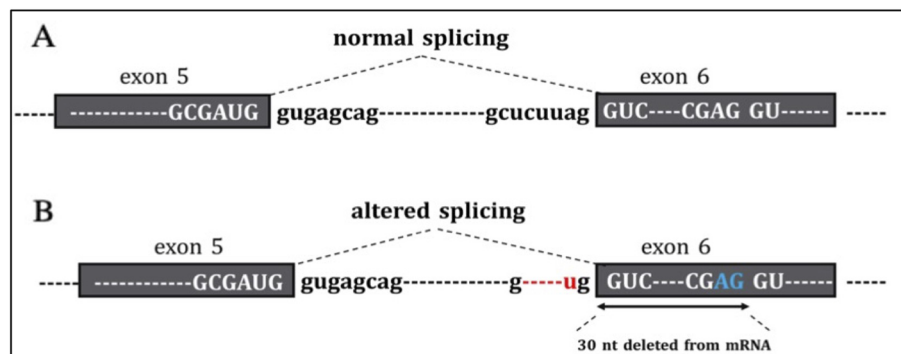 A
normal splicing
exon 5 exon 6
-----------GCGAUG gugagcag------------gcucuuag GUC----CGAG GU------
B
altered splicing
exon 5 exon 6
-----------GCGAUG gugagcag------------g-----ug GUC----CGAG GU------
30 nt deleted from mRNA